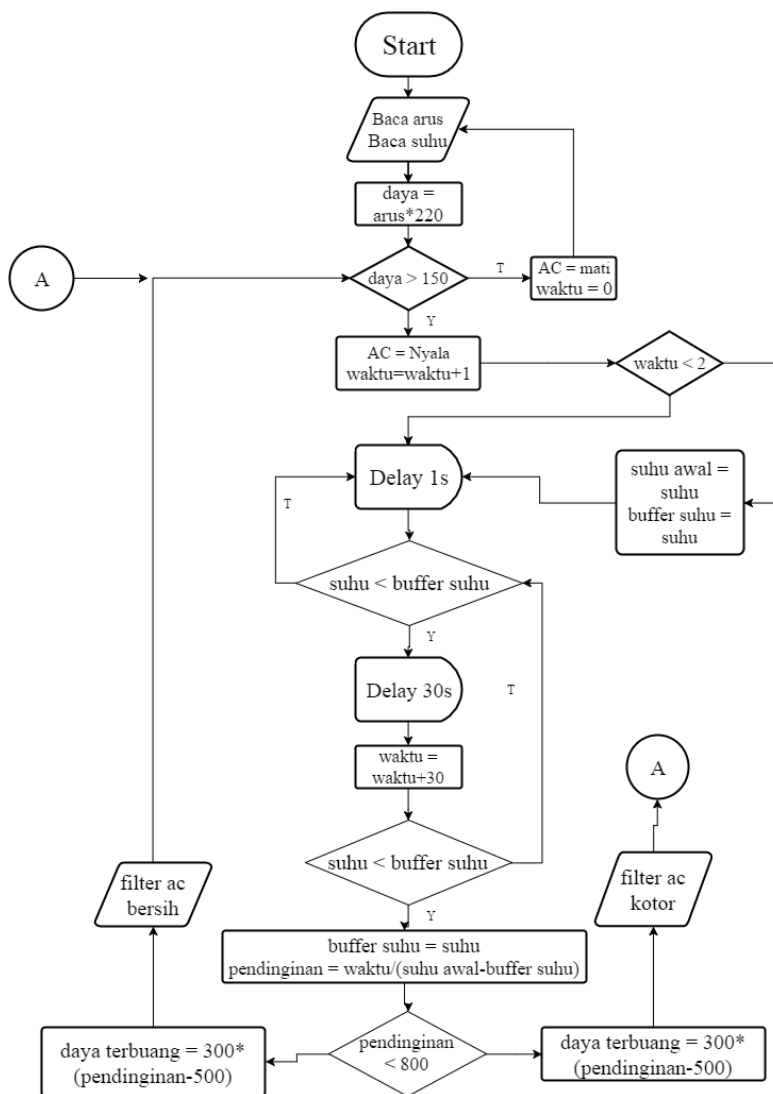 Start
Baca arus
Baca suhu
daya =
arus*220
A
daya > 150
T
AC = mati
waktu = 0
Y
AC = Nyala
waktu=waktu+1
waktu < 2
Delay 1s
suhu awal =
suhu
buffer suhu =
suhu
T
suhu < buffer suhu
Y
Delay 30s
T
waktu =
waktu+30
A
suhu < buffer suhu
filter ac
bersih
filter ac
kotor
Y
buffer suhu = suhu
pendinginan = waktu/(suhu awal-buffer suhu)
daya terbuang = 300*
(pendinginan-500)
pendinginan
< 800
daya terbuang = 300*
(pendinginan-500)